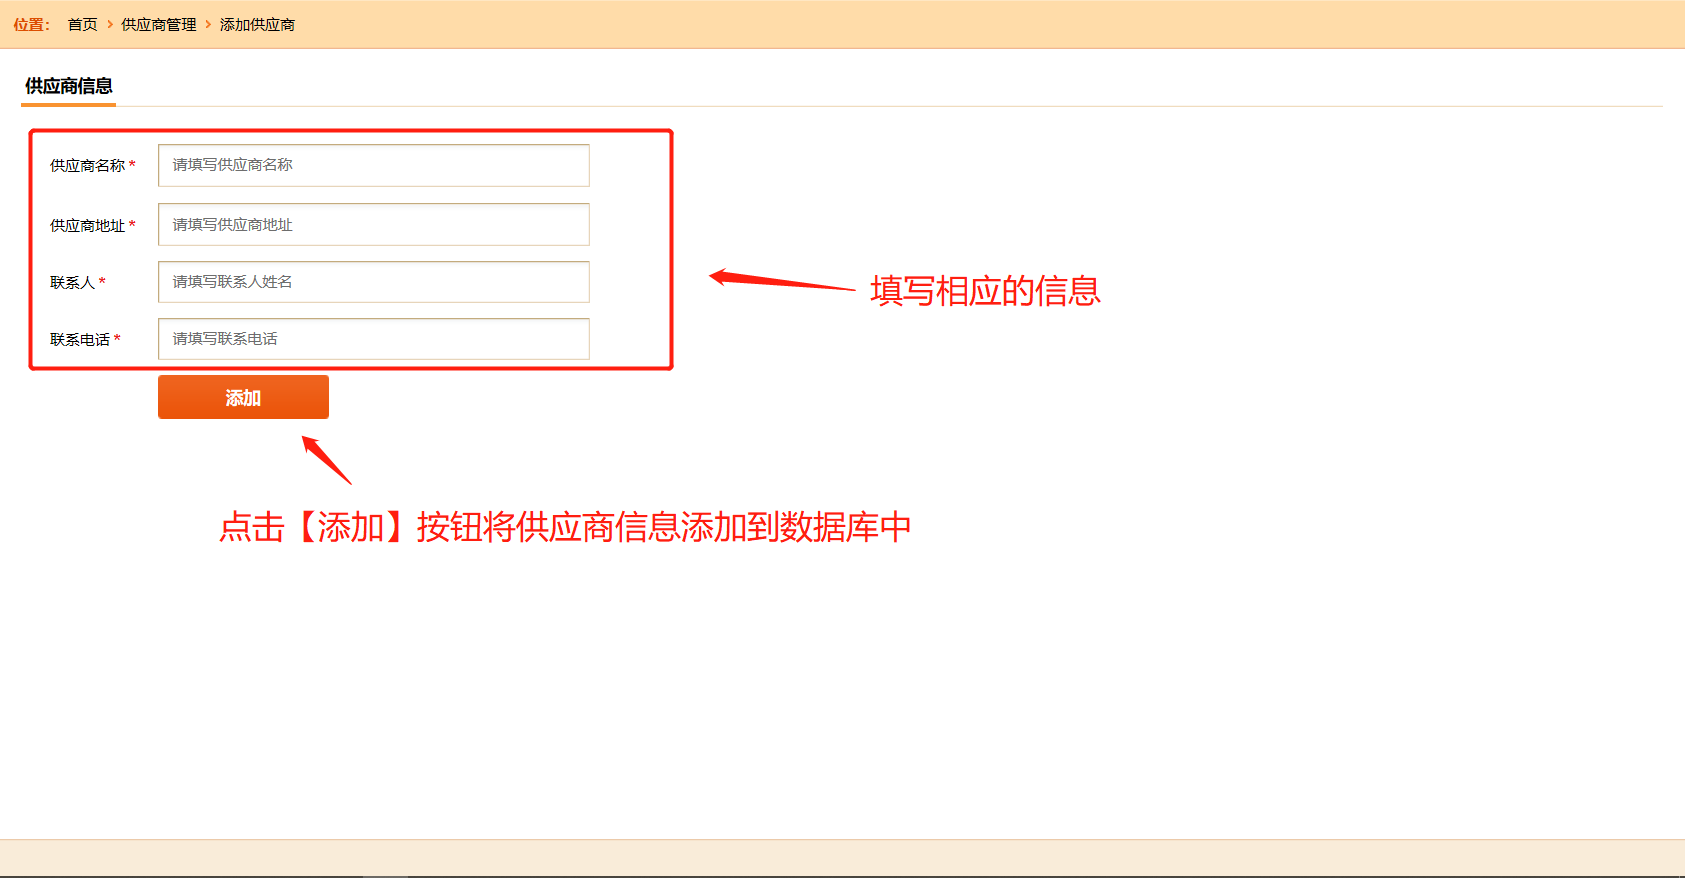 位置： 首页 > 供应商管理 > 添加供应商
供应商信息
供应商名称 * 请填写供应商名称
供应商地址 * 请填写供应商地址
联系人 * 请填写联系人姓名
填写相应的信息
联系电话 * 请填写联系电话
添加
点击【添加】按钮将供应商信息添加到数据库中